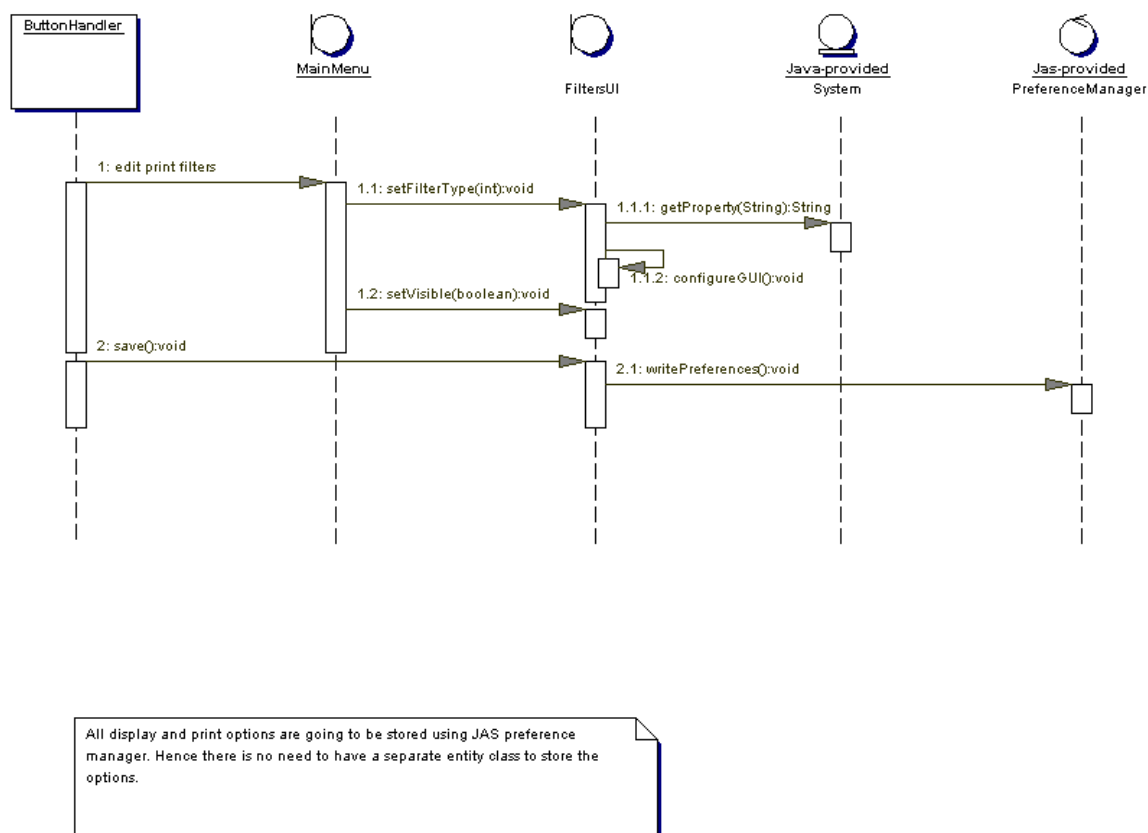 ButtonHandler
MainMenu
FiltersUI
Java-provided
System
Jas-provided
PreferenceManager
1: edit print filters
1.1: setFilterType(int):void
1.1.1: getProperty(String):String
1.1.2: configureGUI():void
1.2: setVisible(boolean):void
2: save():void
2.1: writePreferences():void
All display and print options are going to be stored using JAS preference
manager. Hence there is no need to have a separate entity class to store the
options.